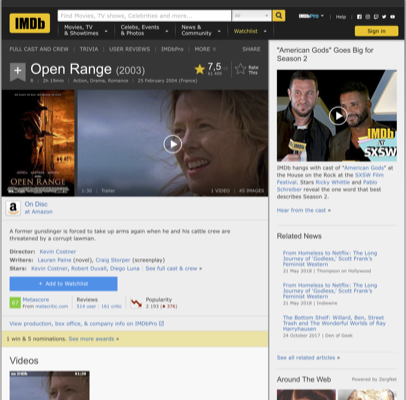 IMDb
Find Movies, TV shows, Celebrities and more...
All
IMDbPro
Help
Movies, TV & Showtimes
Celebs, Events & Photos
News & Community
Watchlist
Sign in
FULL CAST AND CREW | TRIVIA | USER REVIEWS | IMDbPro | MORE
SHARE
Open Range (2003)
7,5
Rate This
2h 19min | Action, Drama, Romance | 25 February 2004 (France)
OPEN RANGE
1:30 | Trailer
1 VIDEO | 45 IMAGES
On Disc
at Amazon
A former gunslinger is forced to take up arms again when he and his cattle crew are
threatened by a corrupt lawman.
Director: Kevin Costner
Writers: Lauran Paine (novel), Craig Storper (screenplay)
Stars: Kevin Costner, Robert Duvall, Diego Luna | See full cast & crew »
+ Add to Watchlist
67
Metascore
From metacritic.com
Reviews
514 user | 161 critic
Popularity
2 193 (376)
View production, box office, & company info on IMDbPro
1 win & 5 nominations. See more awards »
Videos
"American Gods" Goes Big for
Season 2
IMDb
at
SXSW
IMDb hangs with cast of "American Gods" at
the House on the Rock at the SXSW Film
Festival. Stars Ricky Whittle and Pablo
Schreiber reveal the one word that best
describes Season 2.
Hear from the cast »
Related News
From Homeless to Netflix: The Long
Journey of 'Godless,' Scott Frank's
Feminist Western
21 May 2018 | Thompson on Hollywood
From Homeless to Netflix: The Long
Journey of 'Godless,' Scott Frank's
Feminist Western
21 May 2018 | Indiewire
The Bottom Shelf: Willard, Ben, Street
Trash and The Wonderful Worlds of Ray
Harryhausen
24 October 2017 | Den of Geek
See all related articles »
Around The Web
Powered by ZergNet